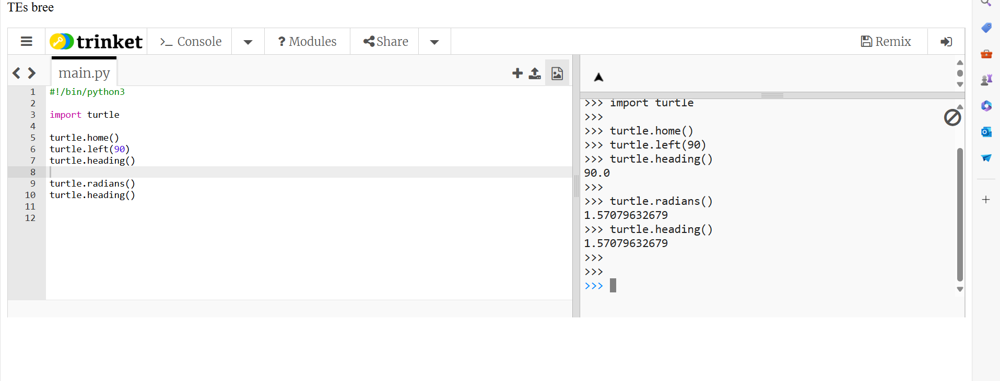 TEs bree
trinket >_ Console ? Modules Share Remix
main.py
1 #!/bin/python3
2
3 import turtle
4
5 turtle.home()
6 turtle.left(90)
7 turtle.heading()
8
9 turtle.radians()
10 turtle.heading()
11
12
>>> import turtle
>>>
>>> turtle.home()
>>> turtle.left(90)
>>> turtle.heading()
90.0
>>>
>>> turtle.radians()
1.57079632679
>>> turtle.heading()
1.57079632679
>>>
>>>
>>>